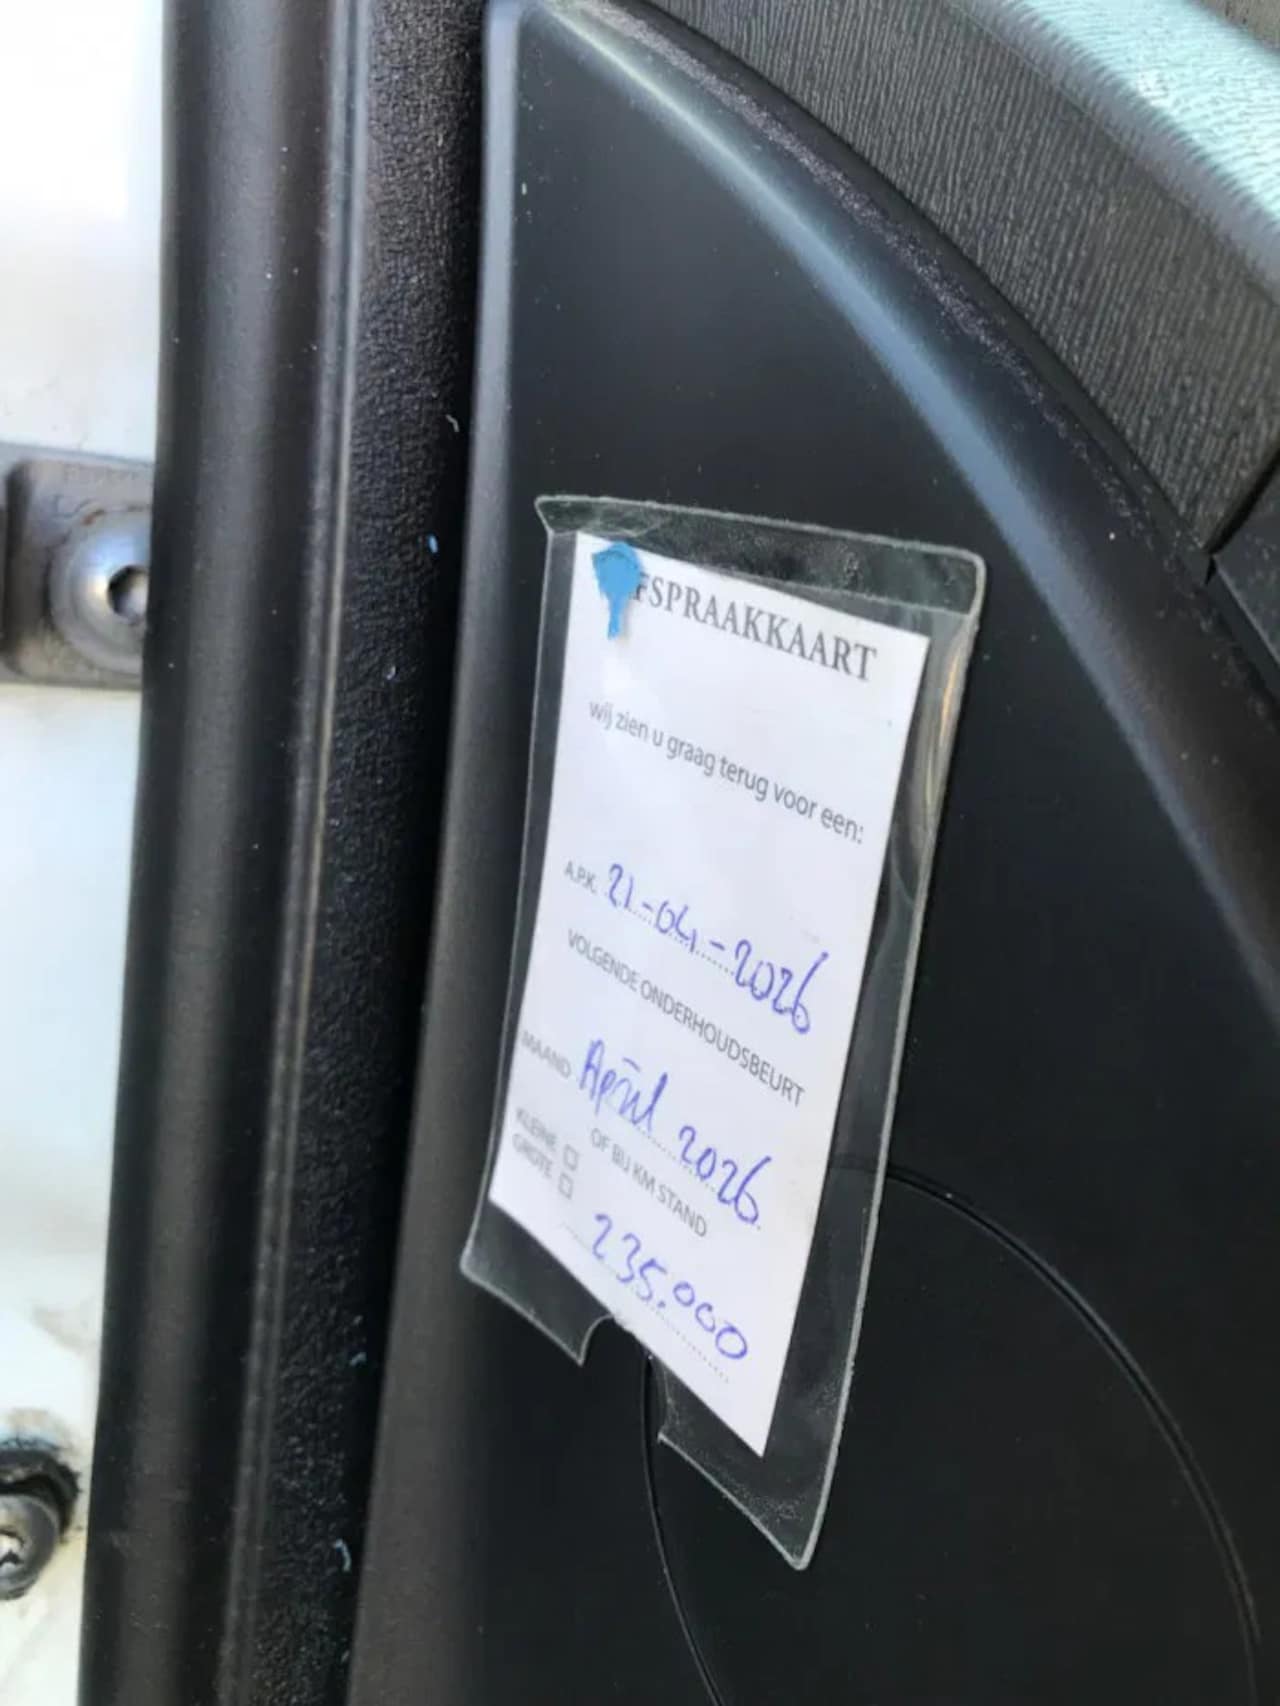 FSPRAAKKAART
wij zien u graag terug voor een:
A.P.K. 21-04-2026
VOLGENDE ONDERHOUDSBEURT
MAAND April 2026
KLEINE □ OF BIJ KM STAND
GROTE □
235.000